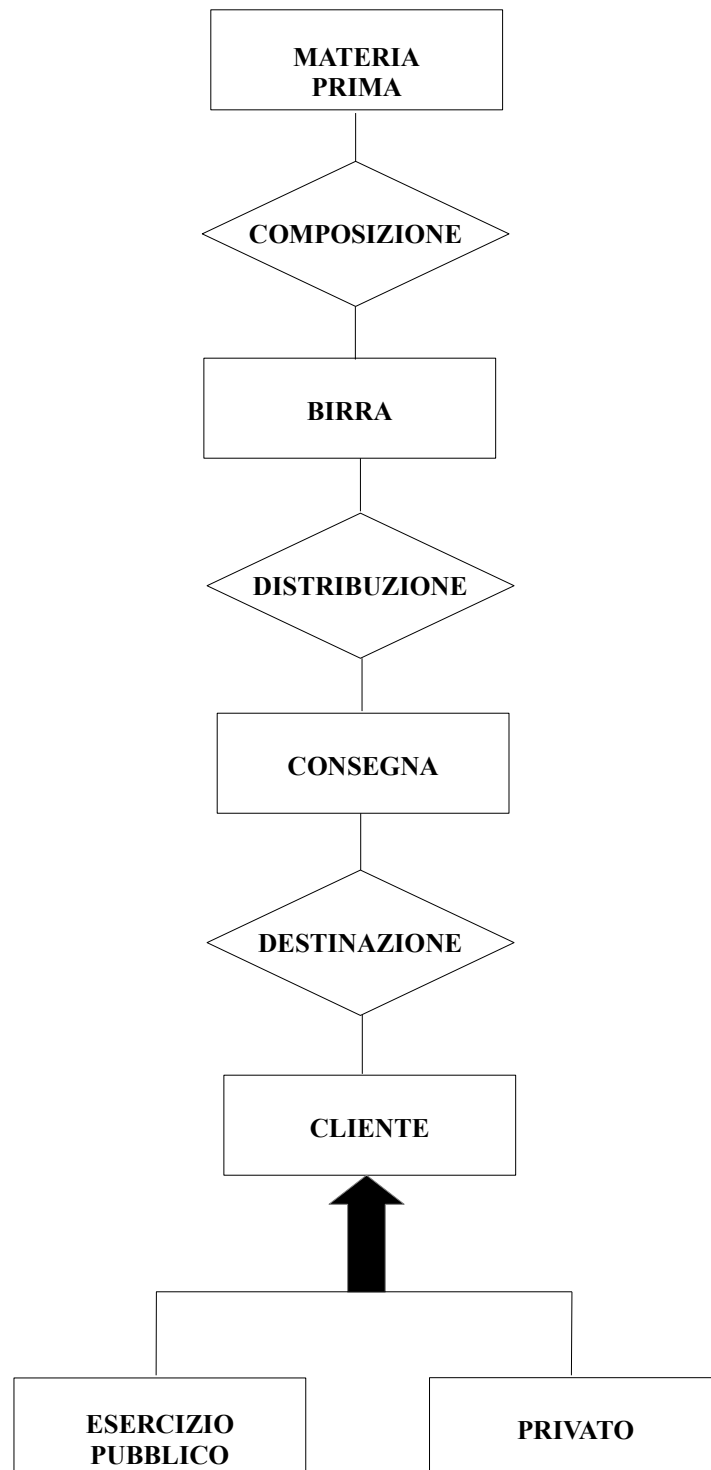 MATERIA
PRIMA
COMPOSIZIONE
BIRRA
DISTRIBUZIONE
CONSEGNA
DESTINAZIONE
CLIENTE
ESERCIZIO
PUBBLICO
PRIVATO